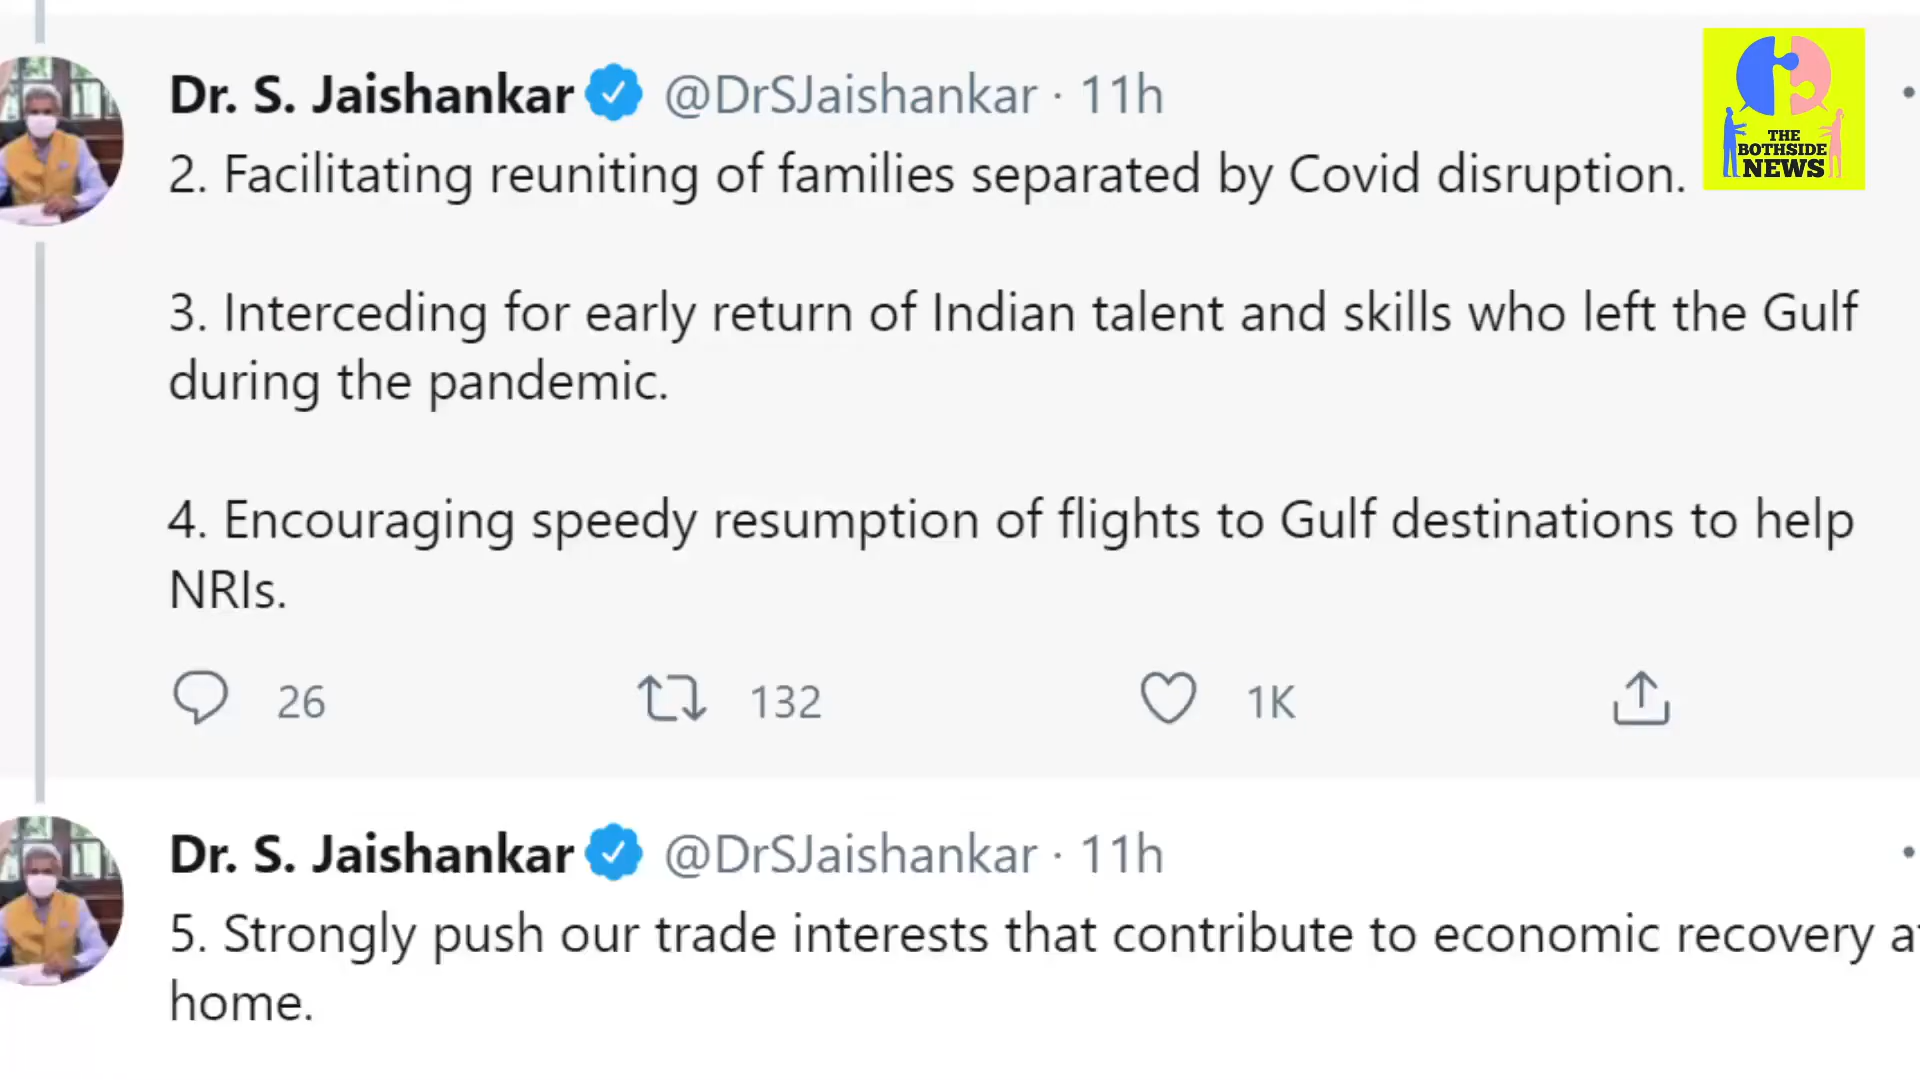 Dr. S. Jaishankar @DrSJaishankar · 11h
THE
BOTHSIDE
NEWS
2. Facilitating reuniting of families separated by Covid disruption.
3. Interceding for early return of Indian talent and skills who left the Gulf
during the pandemic.
4. Encouraging speedy resumption of flights to Gulf destinations to help
NRIs.
26 132 1K
Dr. S. Jaishankar @DrSJaishankar · 11h
5. Strongly push our trade interests that contribute to economic recovery at
home.